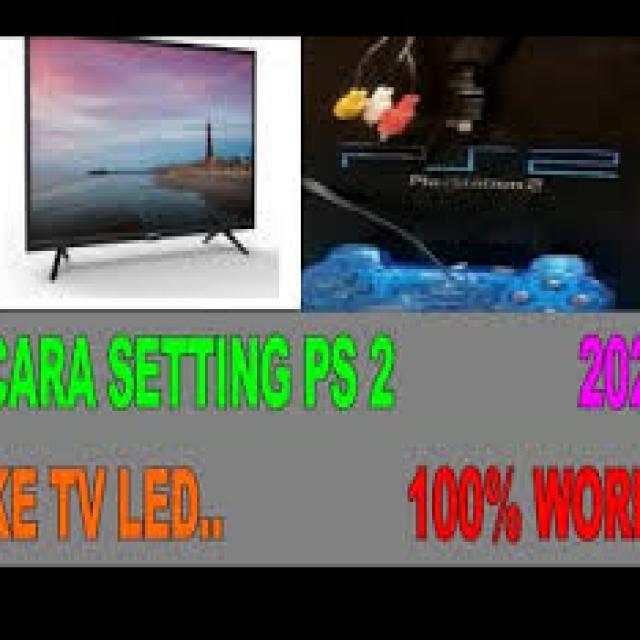 PlayStation 2
CARA SETTING PS 2
202
KE TV LED..
100% WOR